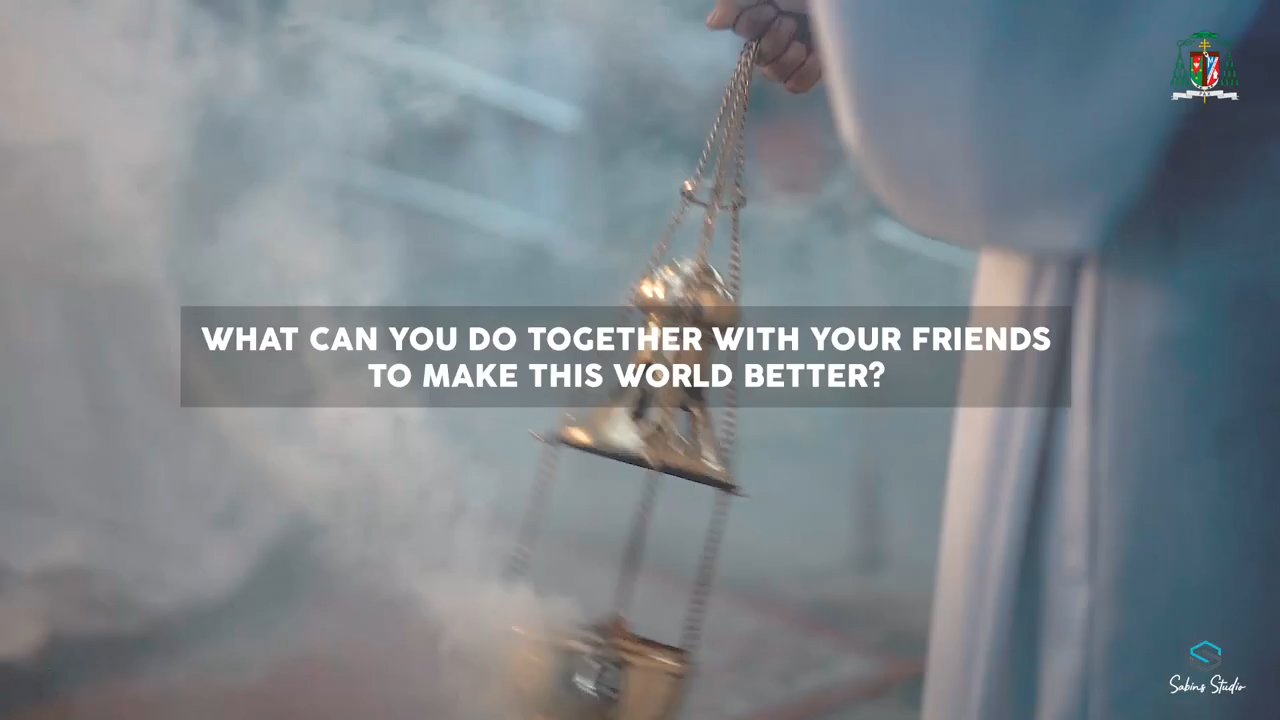 WHAT CAN YOU DO TOGETHER WITH YOUR FRIENDS
TO MAKE THIS WORLD BETTER?
Sabins Studio